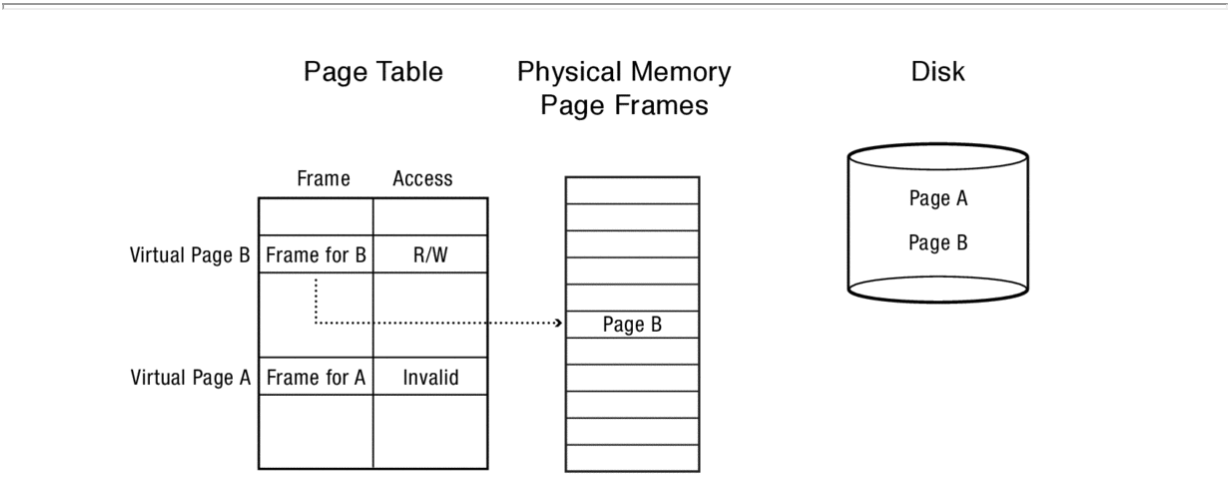 Page Table
Physical Memory
Page Frames
Disk
Frame
Access
Virtual Page B
Frame for B
R/W
Page B
Virtual Page A
Frame for A
Invalid
Page A
Page B